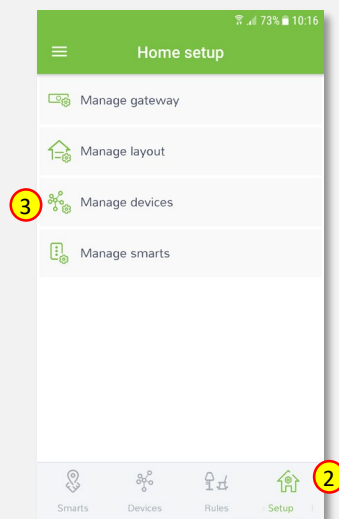 73% 10:16
Home setup
Manage gateway
Manage layout
3 Manage devices
Manage smarts
2
Smarts Devices Rules Setup